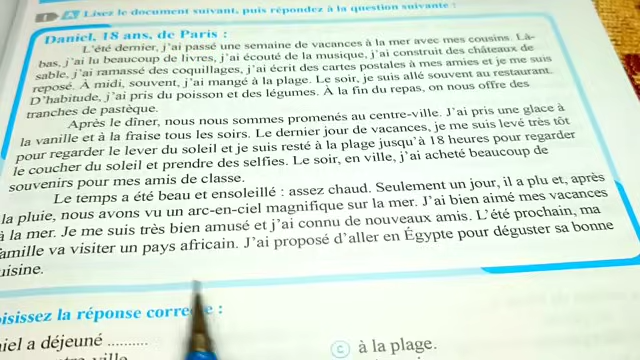 A Lisez le document suivant, puis répondez à la question suivante :
Daniel, 18 ans, de Paris :
L'été dernier, j'ai passé une semaine de vacances à la mer avec mes cousins. Là-
bas, j'ai lu beaucoup de livres, j'ai écouté de la musique, j'ai construit des châteaux de
sable, j'ai ramassé des coquillages, j'ai écrit des cartes postales à mes amies et je me suis
reposé. À midi, souvent, j'ai mangé à la plage. Le soir, je suis allé souvent au restaurant.
D'habitude, j'ai pris du poisson et des légumes. À la fin du repas, on nous offre des
tranches de pastèque.
Après le dîner, nous nous sommes promenés au centre-ville. J'ai pris une glace à
la vanille et à la fraise tous les soirs. Le dernier jour de vacances, je me suis levé très tôt
pour regarder le lever du soleil et je suis resté à la plage jusqu'à 18 heures pour regarder
le coucher du soleil et prendre des selfies. Le soir, en ville, j'ai acheté beaucoup de
souvenirs pour mes amis de classe.
Le temps a été beau et ensoleillé : assez chaud. Seulement un jour, il a plu et, après
la pluie, nous avons vu un arc-en-ciel magnifique sur la mer. J'ai bien aimé mes vacances
à la mer. Je me suis très bien amusé et j'ai connu de nouveaux amis. L'été prochain, ma
famille va visiter un pays africain. J'ai proposé d'aller en Égypte pour déguster sa bonne
uisine.
oisissez la réponse correcte :
niel a déjeuné ..........
c à la plage.